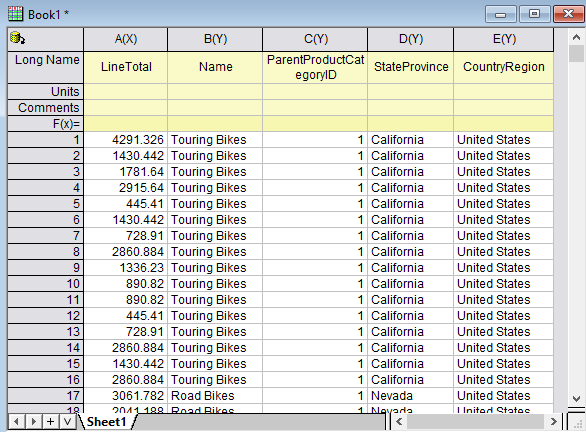 Book1 *
A(X) B(Y) C(Y) D(Y) E(Y)
Long Name LineTotal Name ParentProductCat StateProvince CountryRegion
egoryID
Units
Comments
F(x)=
1 4291.326 Touring Bikes 1 California United States
2 1430.442 Touring Bikes 1 California United States
3 1781.64 Touring Bikes 1 California United States
4 2915.64 Touring Bikes 1 California United States
5 445.41 Touring Bikes 1 California United States
6 1430.442 Touring Bikes 1 California United States
7 728.91 Touring Bikes 1 California United States
8 2860.884 Touring Bikes 1 California United States
9 1336.23 Touring Bikes 1 California United States
10 890.82 Touring Bikes 1 California United States
11 890.82 Touring Bikes 1 California United States
12 445.41 Touring Bikes 1 California United States
13 728.91 Touring Bikes 1 California United States
14 2860.884 Touring Bikes 1 California United States
15 1430.442 Touring Bikes 1 California United States
16 2860.884 Touring Bikes 1 California United States
17 3061.782 Road Bikes 1 Nevada United States
18 2041.188 Road Bikes 1 Nevada United States
Sheet1